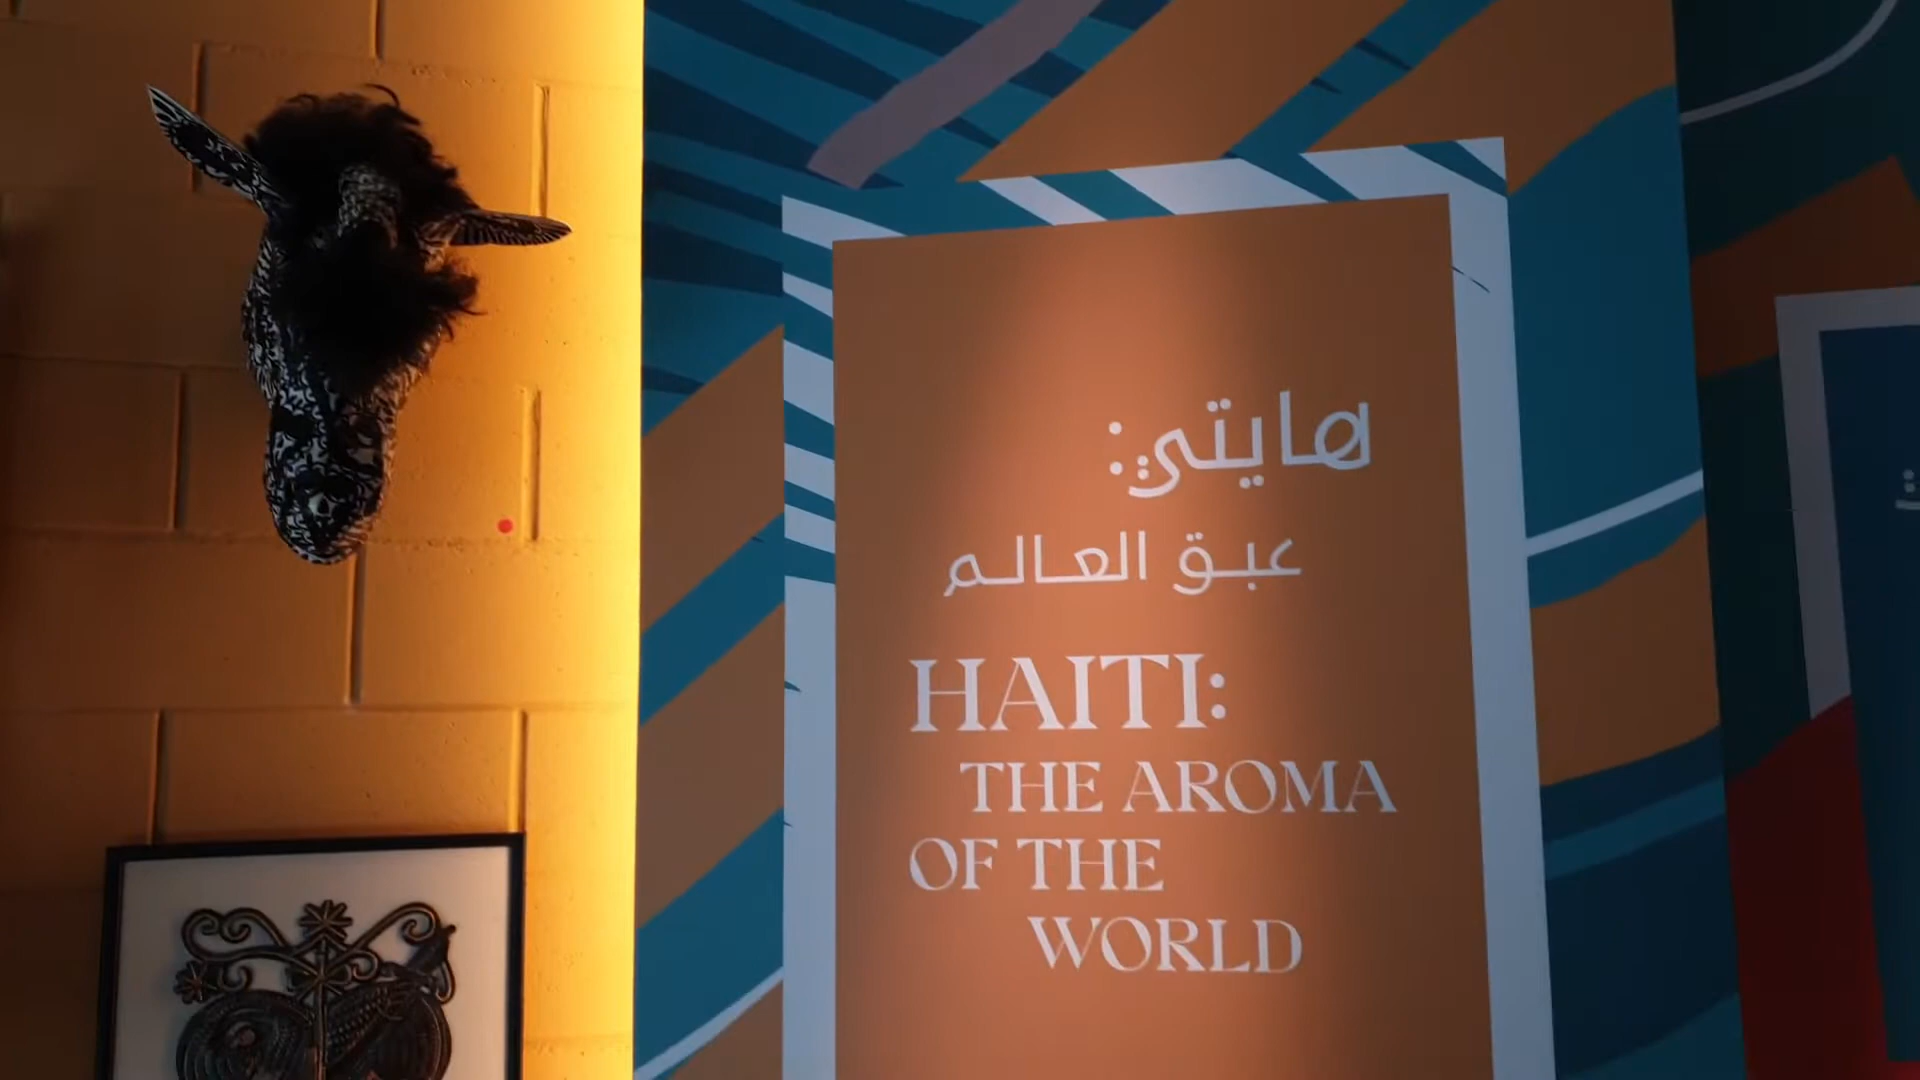 هايتي:
عبق العالم
HAITI:
THE AROMA
OF THE
WORLD